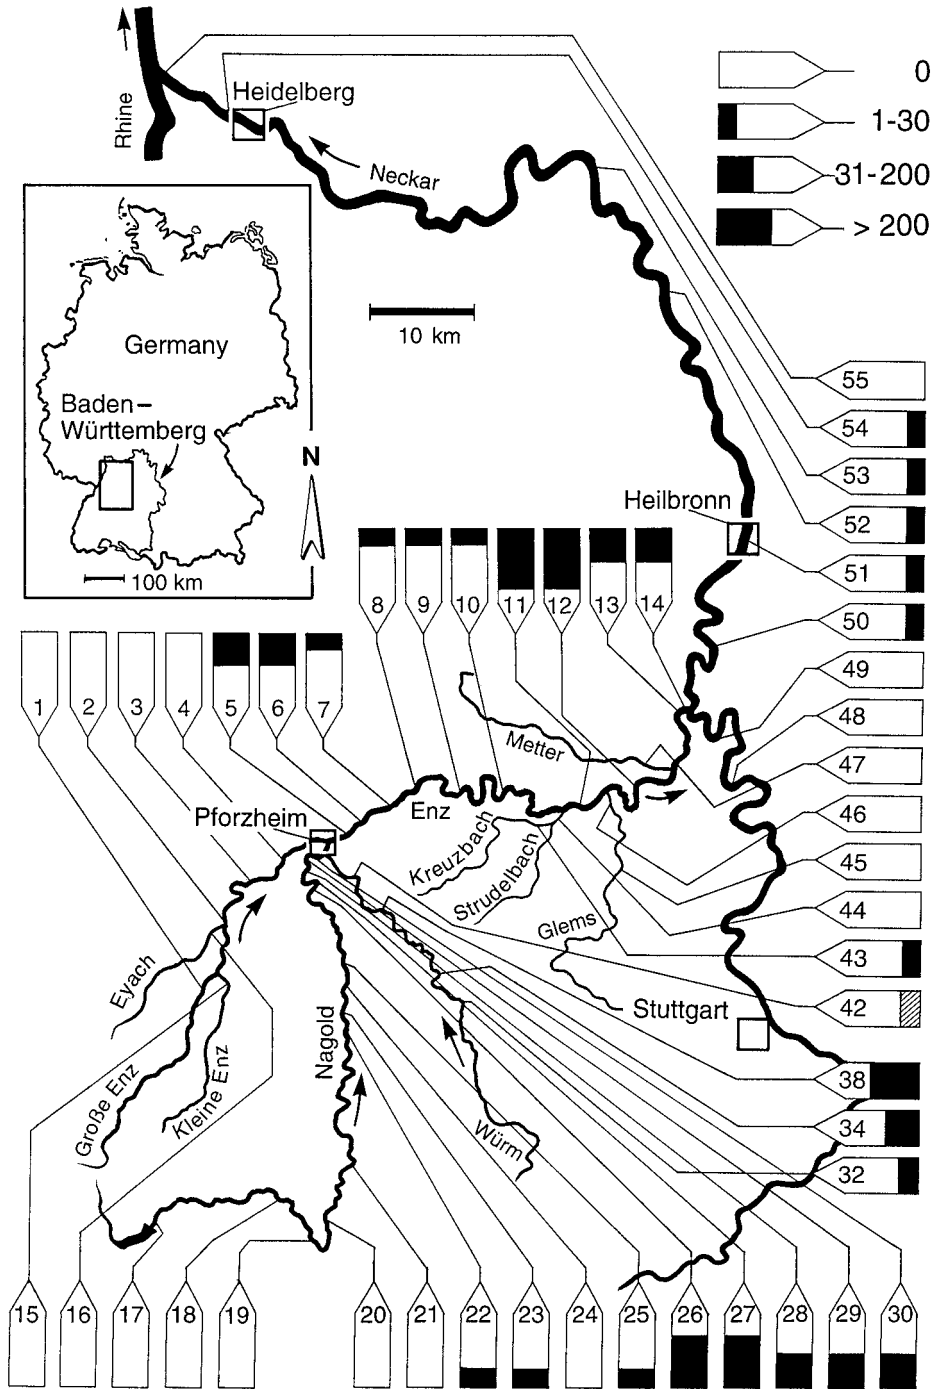 Rhine
Heidelberg
Neckar
0
1-30
31-200
> 200
10 km
Germany
Baden–
Württemberg
100 km
N
Heilbronn
55
54
53
52
51
50
49
48
47
46
45
44
43
42
38
34
32
8 9 10 11 12 13 14
1 2 3 4 5 6 7
Metter
Pforzheim
Enz
Kreuzbach
Strudelbach
Glems
Eyach
Stuttgart
Nagold
Große Enz
Kleine Enz
Würm
15 16 17 18 19 20 21 22 23 24 25 26 27 28 29 30